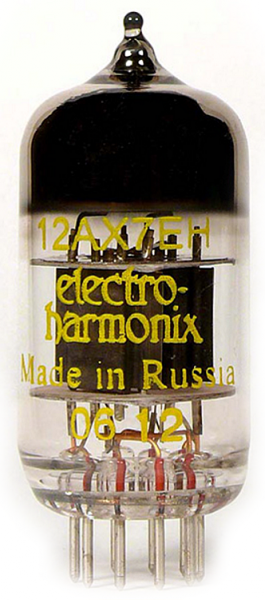 12AX7EH
electro-
harmonix
Made in Russia
06 12